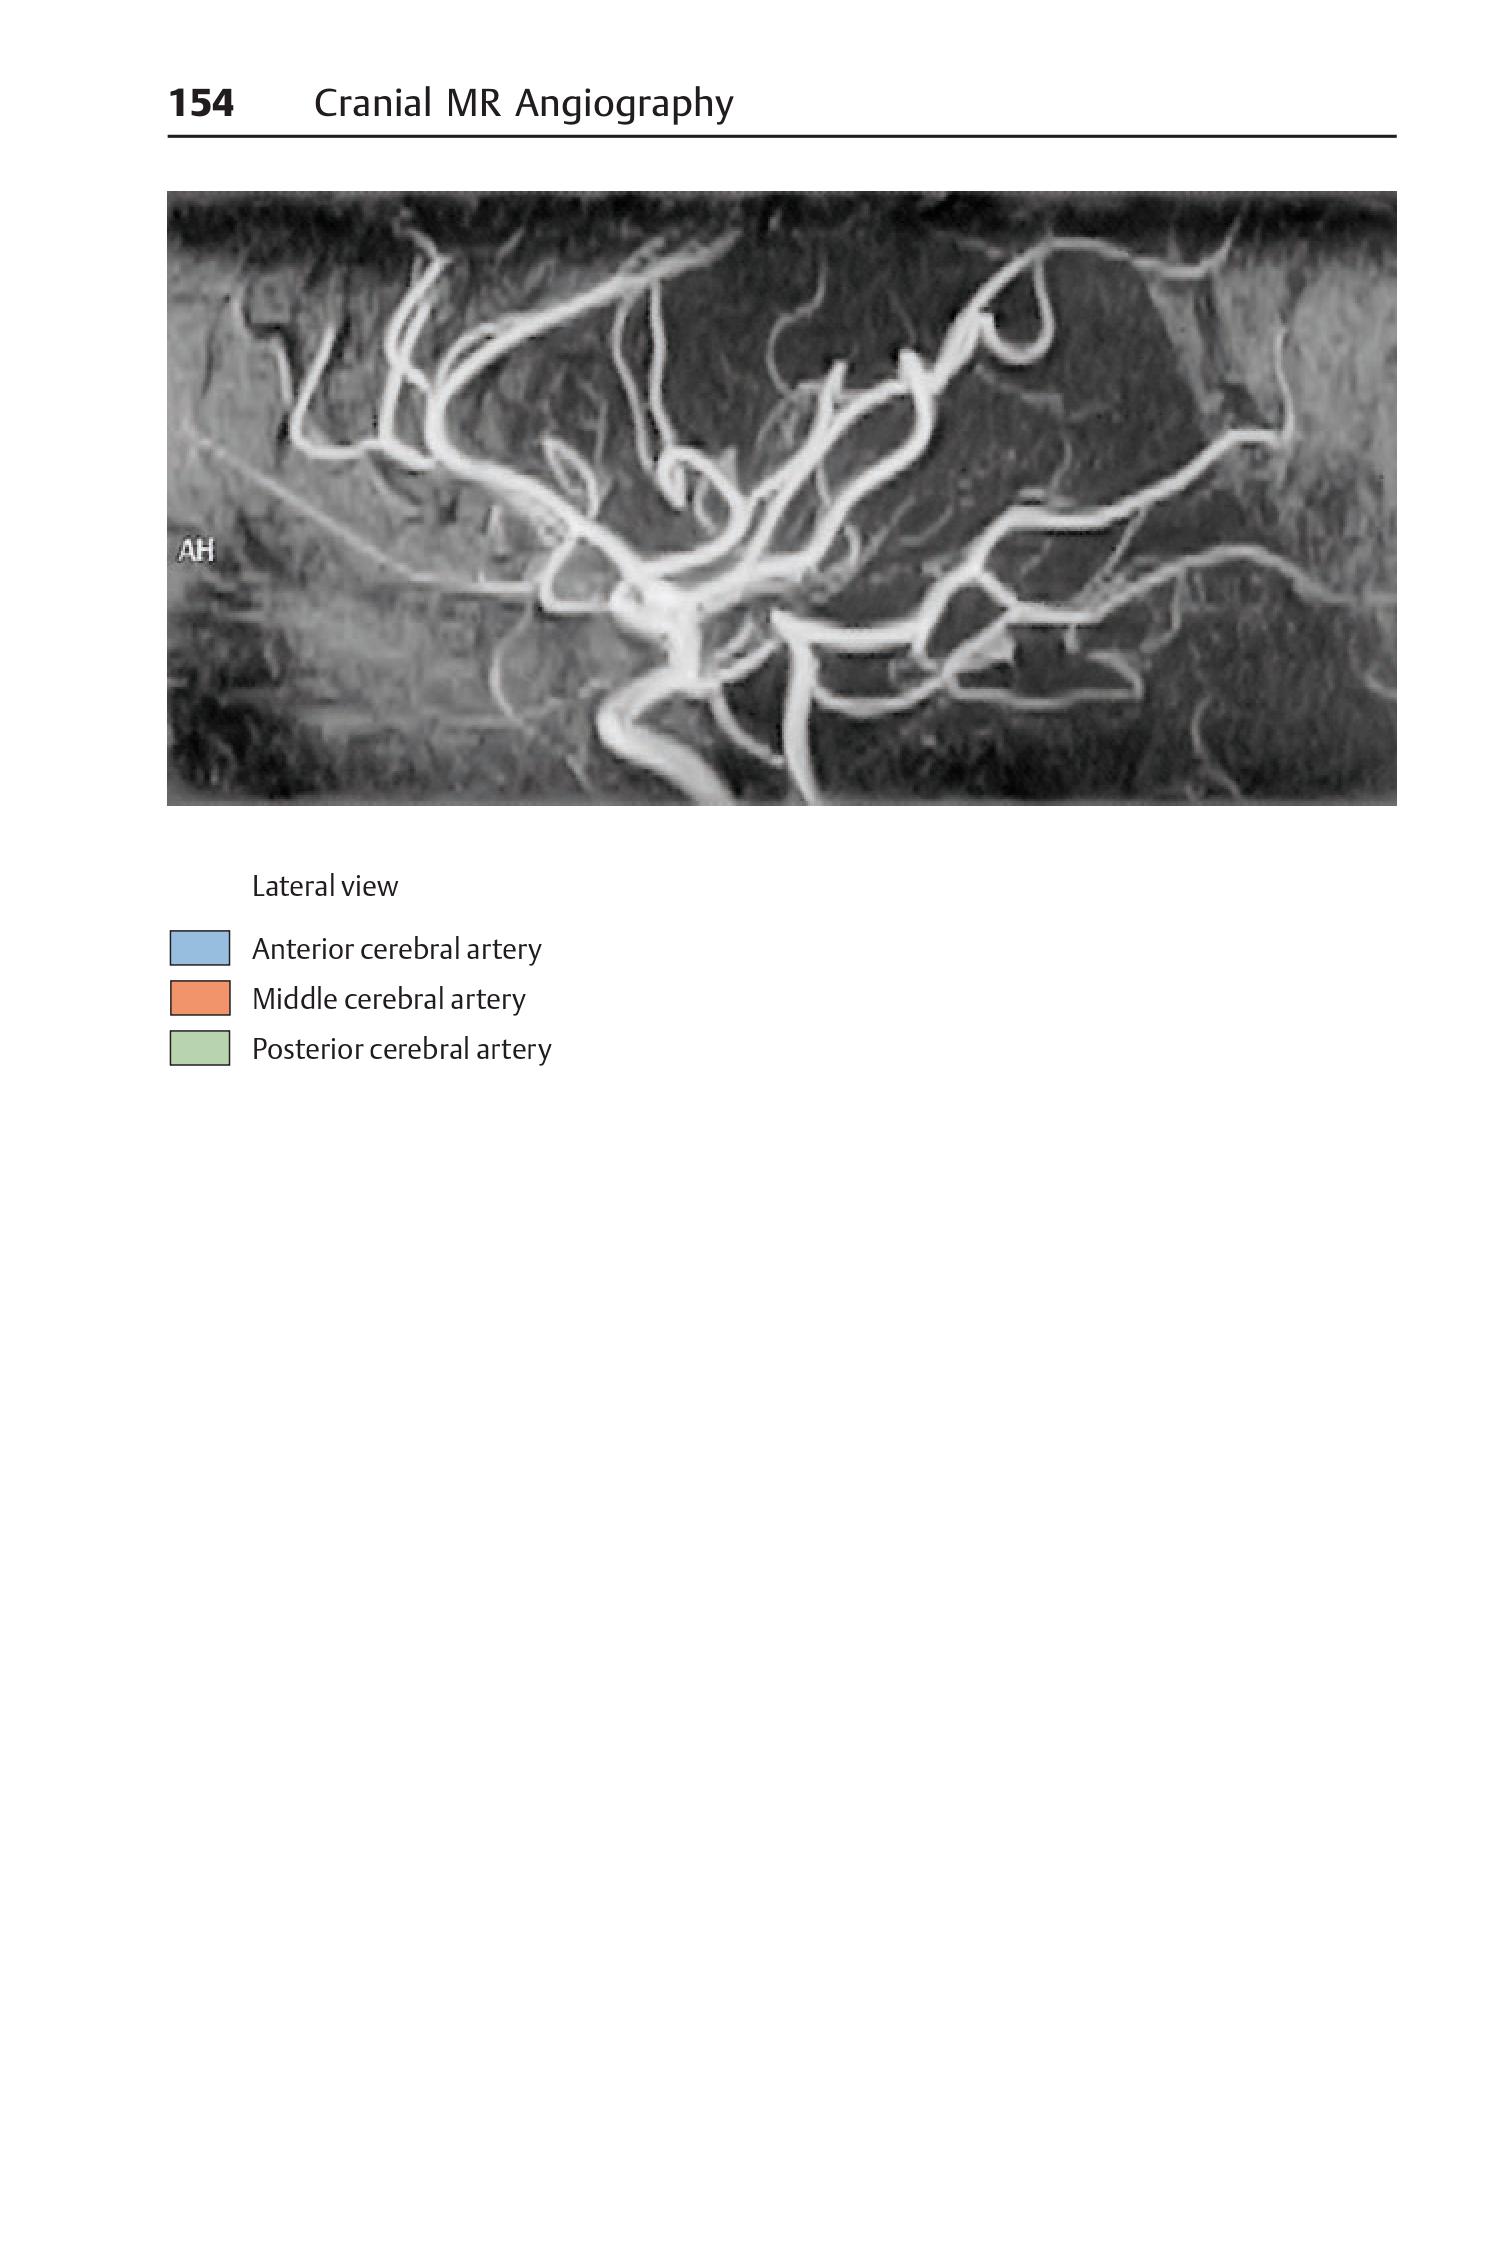 154 Cranial MR Angiography
AH
Lateral view
Anterior cerebral artery
Middle cerebral artery
Posterior cerebral artery